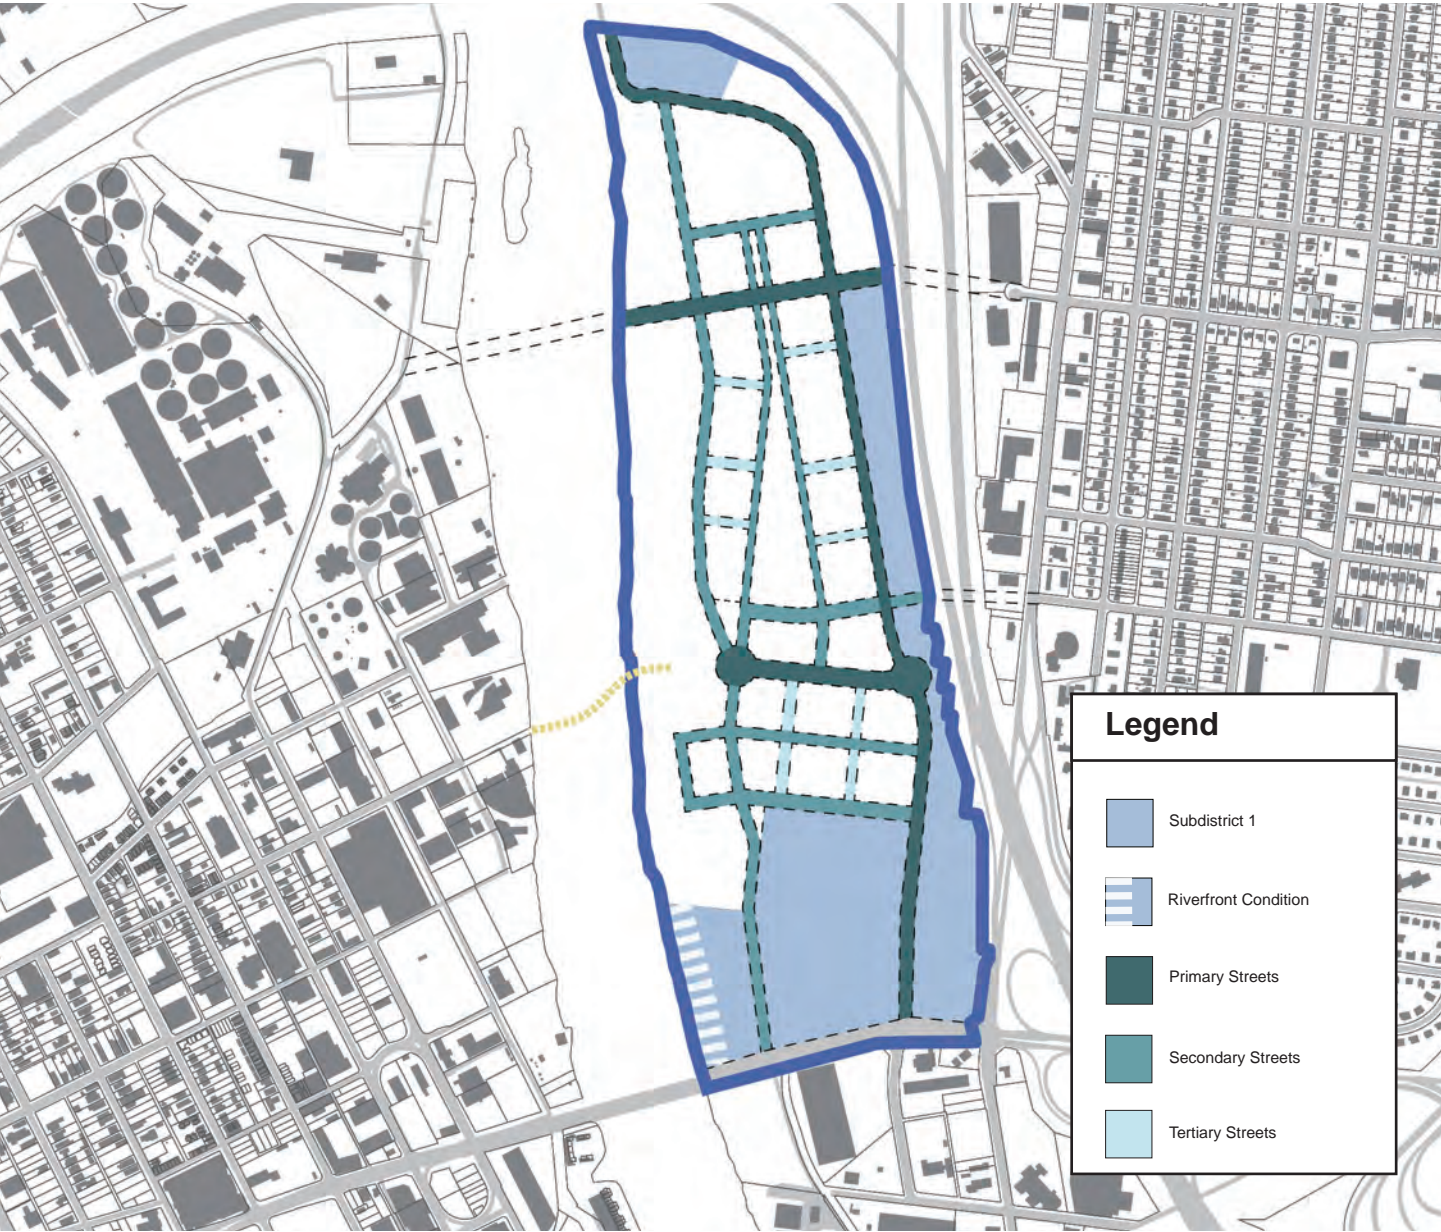 Legend
Subdistrict 1
Riverfront Condition
Primary Streets
Secondary Streets
Tertiary Streets